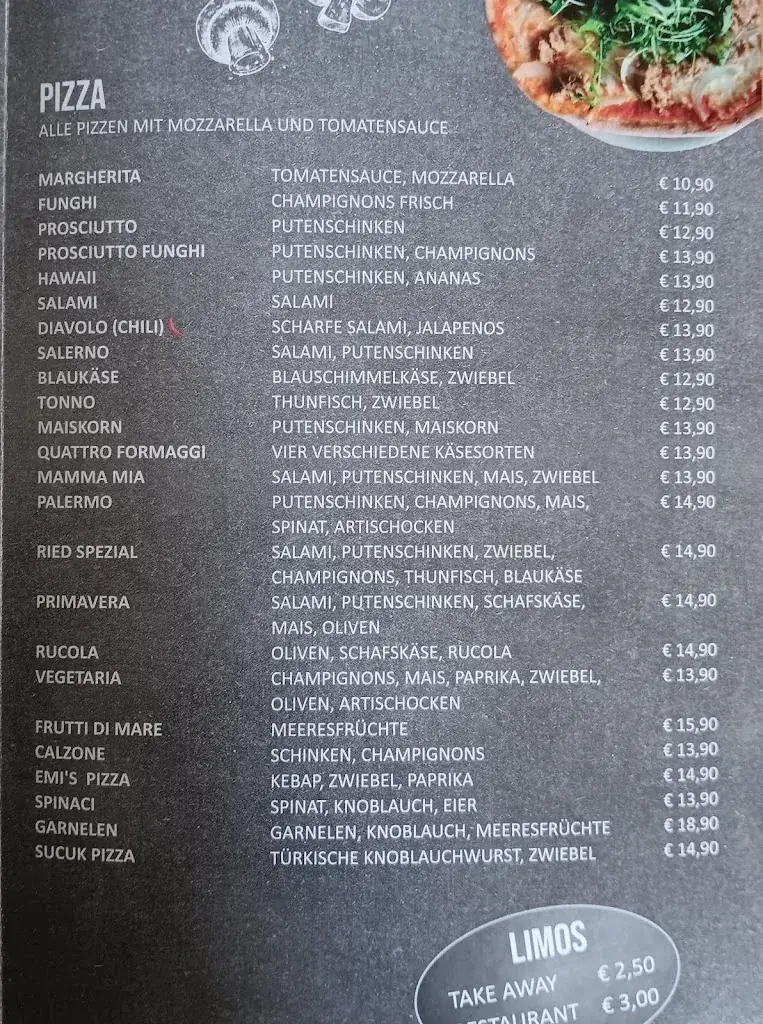 PIZZA
ALLE PIZZEN MIT MOZZARELLA UND TOMATENSAUCE
MARGHERITA TOMATENSAUCE, MOZZARELLA € 10,90
FUNGHI CHAMPIGNONS FRISCH € 11,90
PROSCIUTTO PUTENSCHINKEN € 12,90
PROSCIUTTO FUNGHI PUTENSCHINKEN, CHAMPIGNONS € 13,90
HAWAII PUTENSCHINKEN, ANANAS € 13,90
SALAMI SALAMI € 12,90
DIAVOLO (CHILI) SCHARFE SALAMI, JALAPENOS € 13,90
SALERNO SALAMI, PUTENSCHINKEN € 13,90
BLAUKÄSE BLAUSCHIMMELKÄSE, ZWIEBEL € 12,90
TONNO THUNFISCH, ZWIEBEL € 12,90
MAISKORN PUTENSCHINKEN, MAISKORN € 13,90
QUATTRO FORMAGGI VIER VERSCHIEDENE KÄSESORTEN € 13,90
MAMMA MIA SALAMI, PUTENSCHINKEN, MAIS, ZWIEBEL € 13,90
PALERMO PUTENSCHINKEN, CHAMPIGNONS, MAIS, € 14,90
SPINAT, ARTISCHOCKEN
RIED SPEZIAL SALAMI, PUTENSCHINKEN, ZWIEBEL, € 14,90
CHAMPIGNONS, THUNFISCH, BLAUKÄSE
PRIMAVERA SALAMI, PUTENSCHINKEN, SCHAFSKÄSE, € 14,90
MAIS, OLIVEN
RUCOLA OLIVEN, SCHAFSKÄSE, RUCOLA € 14,90
VEGETARIA CHAMPIGNONS, MAIS, PAPRIKA, ZWIEBEL, € 13,90
OLIVEN, ARTISCHOCKEN
FRUTTI DI MARE MEERESFRÜCHTE € 15,90
CALZONE SCHINKEN, CHAMPIGNONS € 13,90
EMI'S PIZZA KEBAP, ZWIEBEL, PAPRIKA € 14,90
SPINACI SPINAT, KNOBLAUCH, EIER € 13,90
GARNELEN GARNELEN, KNOBLAUCH, MEERESFRÜCHTE € 18,90
SUCUK PIZZA TÜRKISCHE KNOBLAUCHWURST, ZWIEBEL € 14,90
LIMOS
TAKE AWAY € 2,50
RESTAURANT € 3,00